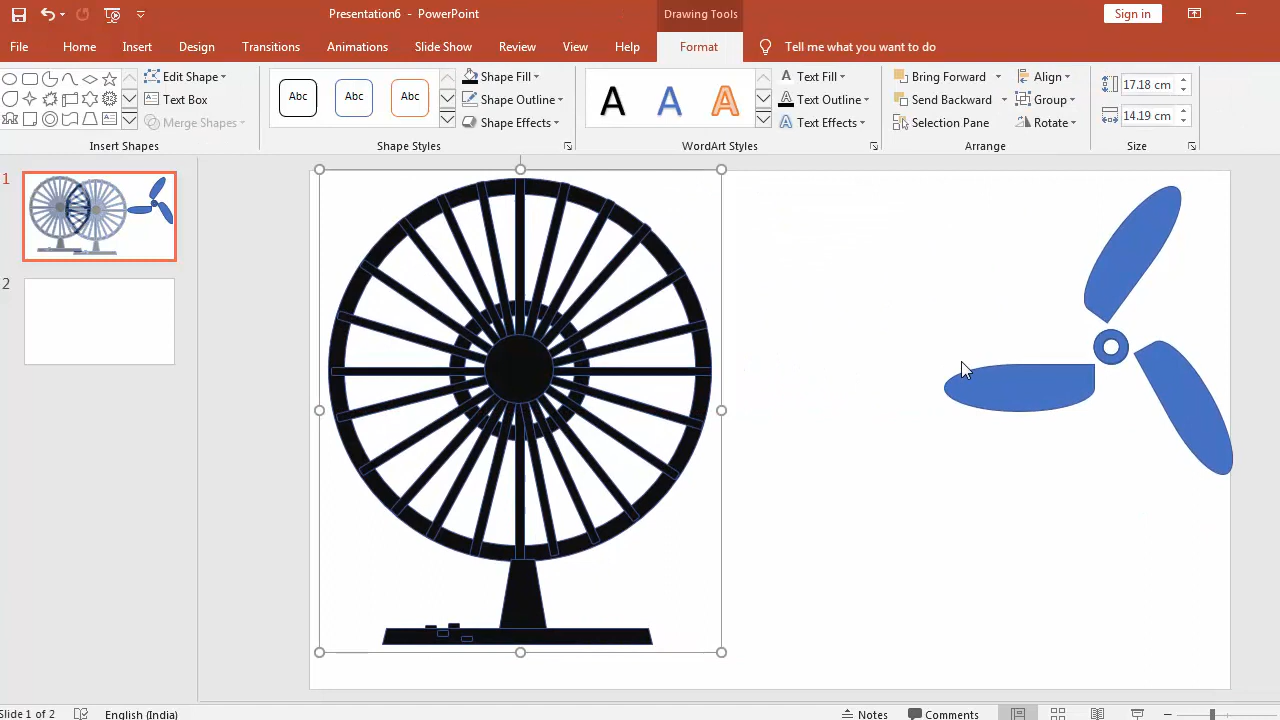 Presentation6 - PowerPoint
Drawing Tools
Sign in
File Home Insert Design Transitions Animations Slide Show Review View Help Format Tell me what you want to do
Edit Shape
Text Box
Merge Shapes
Insert Shapes
Abc Abc Abc
Shape Fill
Shape Outline
Shape Effects
Shape Styles
A A A
Text Fill
Text Outline
Text Effects
WordArt Styles
Bring Forward
Send Backward
Selection Pane
Align
Group
Rotate
Arrange
17.18 cm
14.19 cm
Size
1
2
Slide 1 of 2 English (India) Notes Comments